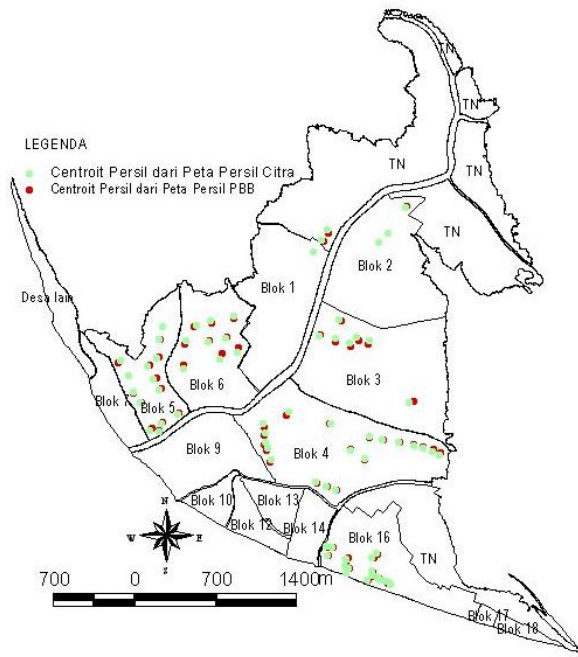 TN
TN
LEGENDA
Centroit Persil dari Peta Persil Citra
Centroit Persil dari Peta Persil PBB
TN
TN
TN
Blok 2
Blok 1
Desa lain
Blok 6
Blok 3
Blok
Blok 5
Blok 9
Blok 4
Blok 10
Blok 13
Blok 12
Blok 14
N
W E
S
Blok 16
TN
700 0 700 1400 m
Blok 17
Blok 18